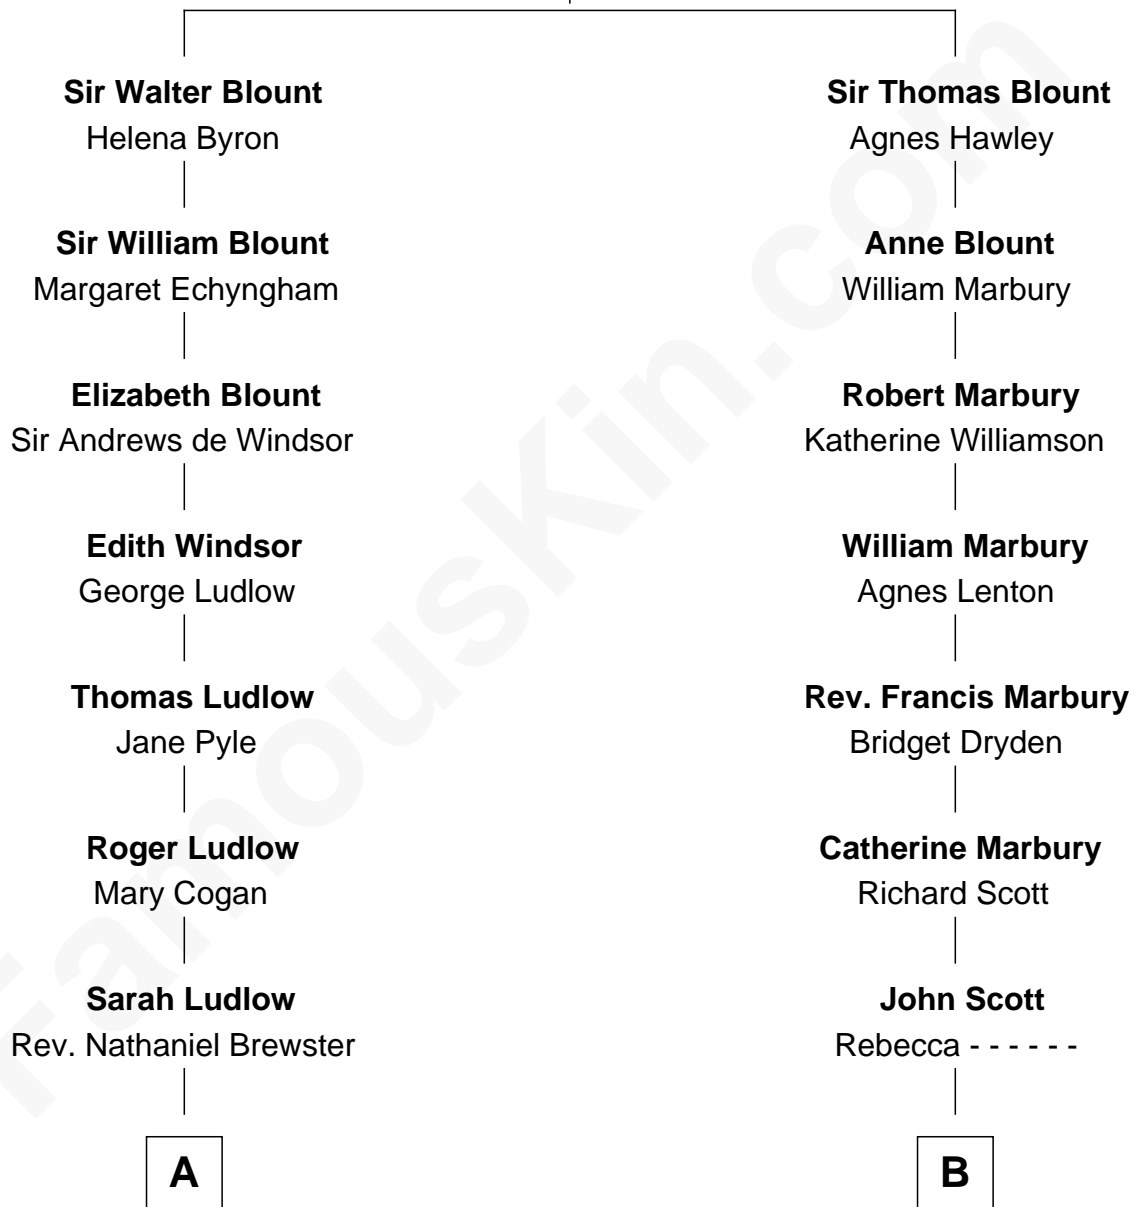 Sir Walter Blount
Helena Byron
Sir William Blount
Margaret Echyngham
Elizabeth Blount
Sir Andrews de Windsor
Edith Windsor
George Ludlow
Thomas Ludlow
Jane Pyle
Roger Ludlow
Mary Cogan
Sarah Ludlow
Rev. Nathaniel Brewster
A
Sir Thomas Blount
Agnes Hawley
Anne Blount
William Marbury
Robert Marbury
Katherine Williamson
William Marbury
Agnes Lenton
Rev. Francis Marbury
Bridget Dryden
Catherine Marbury
Richard Scott
John Scott
Rebecca - - - - - -
B
FamousKin.com